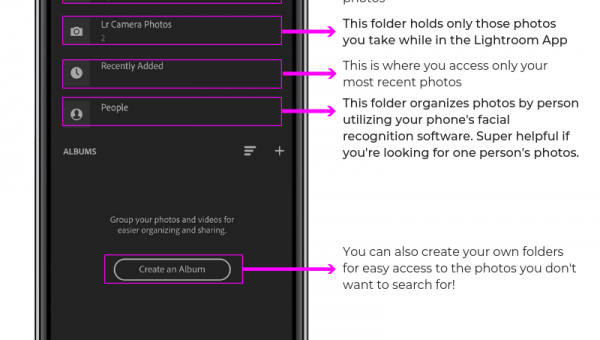 photos
Lr Camera Photos
2
This folder holds only those photos
you take while in the Lightroom App
Recently Added
This is where you access only your
most recent photos
People
This folder organizes photos by person
utilizing your phone's facial
recognition software. Super helpful if
you're looking for one person's photos.
ALBUMS
Group your photos and videos for
easier organizing and sharing.
Create an Album
You can also create your own folders
for easy access to the photos you don't
want to search for!